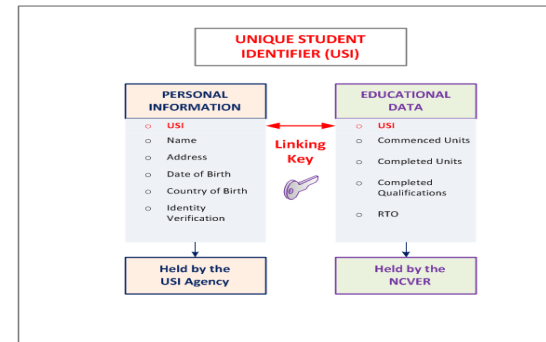 UNIQUE STUDENT
IDENTIFIER (USI)
PERSONAL
INFORMATION
o USI
o Name
o Address
o Date of Birth
o Country of Birth
o Identity
Verification
Held by the
USI Agency
Linking
Key
EDUCATIONAL
DATA
o USI
o Commenced Units
o Completed Units
o Completed
Qualifications
o RTO
Held by the
NCVER